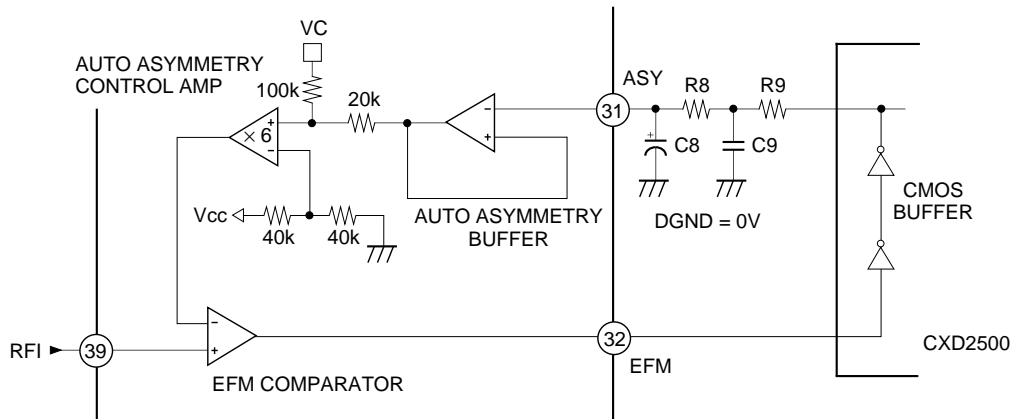 VC
AUTO ASYMMETRY
CONTROL AMP
100k
20k
ASY
R8
R9
31
+
C8
C9
× 6
+
−
−
+
Vcc
40k
40k
AUTO ASYMMETRY
BUFFER
DGND = 0V
CMOS
BUFFER
−
+
RFI
39
32
EFM
EFM COMPARATOR
CXD2500